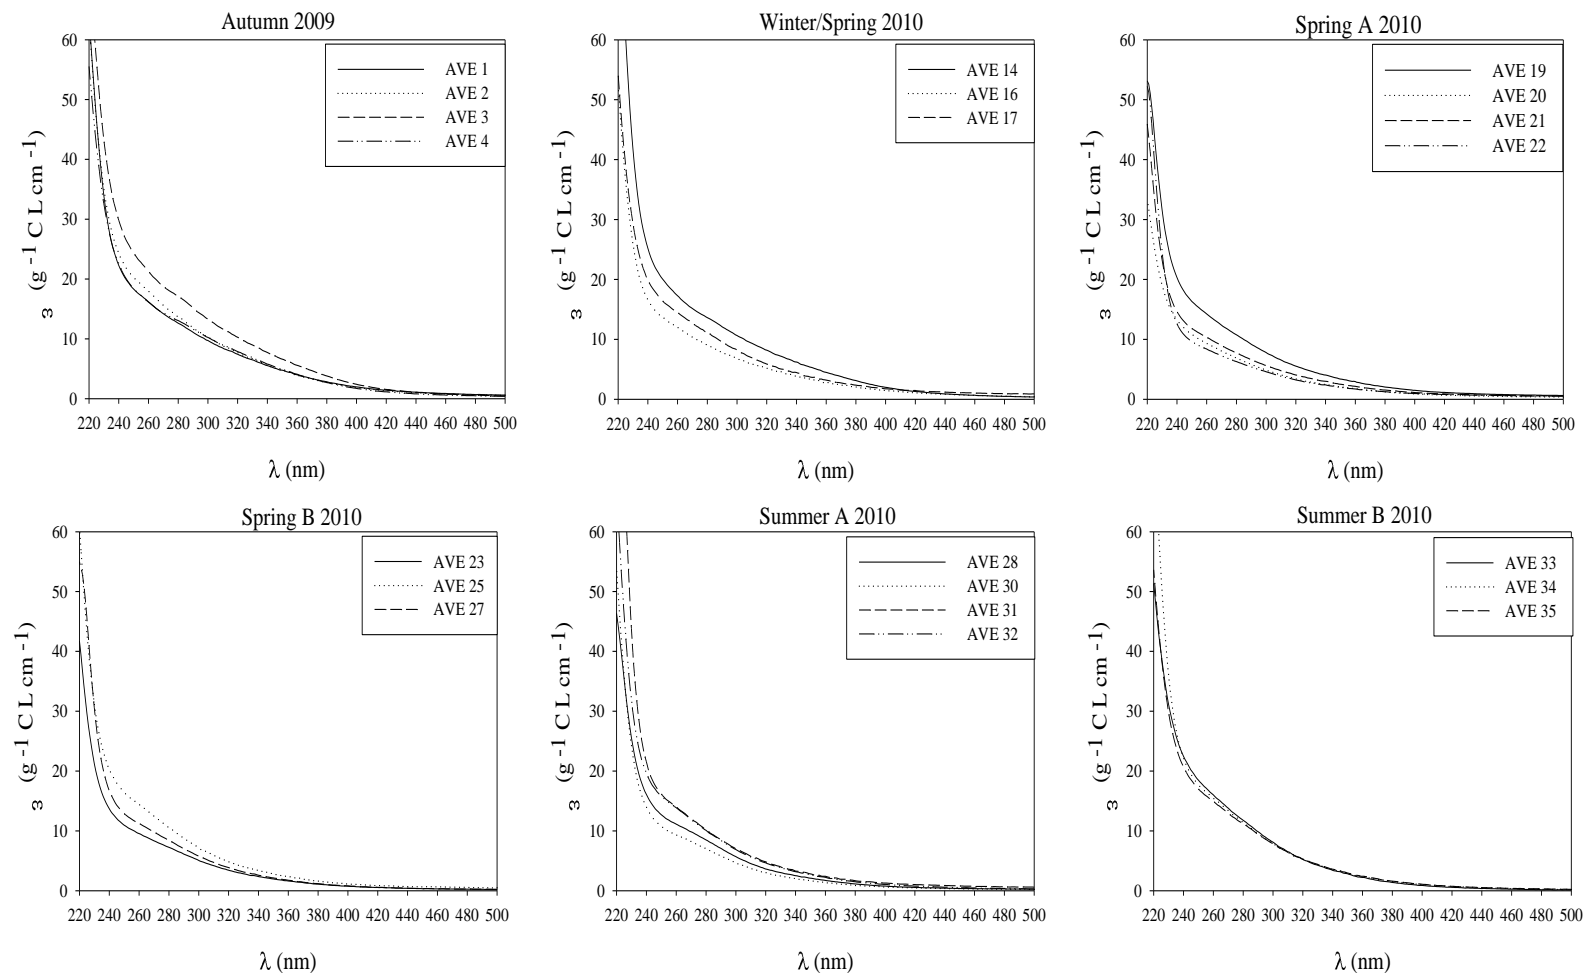 Autumn 2009
60
50
40
30
20
10
0
ε (g⁻¹ C L cm⁻¹)
AVE 1
AVE 2
AVE 3
AVE 4
220 240 260 280 300 320 340 360 380 400 420 440 460 480 500
λ (nm)
Winter/Spring 2010
60
50
40
30
20
10
0
ε (g⁻¹ C L cm⁻¹)
AVE 14
AVE 16
AVE 17
220 240 260 280 300 320 340 360 380 400 420 440 460 480 500
λ (nm)
Spring A 2010
60
50
40
30
20
10
0
ε (g⁻¹ C L cm⁻¹)
AVE 19
AVE 20
AVE 21
AVE 22
220 240 260 280 300 320 340 360 380 400 420 440 460 480 500
λ (nm)
Spring B 2010
60
50
40
30
20
10
0
ε (g⁻¹ C L cm⁻¹)
AVE 23
AVE 25
AVE 27
220 240 260 280 300 320 340 360 380 400 420 440 460 480 500
λ (nm)
Summer A 2010
60
50
40
30
20
10
0
ε (g⁻¹ C L cm⁻¹)
AVE 28
AVE 30
AVE 31
AVE 32
220 240 260 280 300 320 340 360 380 400 420 440 460 480 500
λ (nm)
Summer B 2010
60
50
40
30
20
10
0
ε (g⁻¹ C L cm⁻¹)
AVE 33
AVE 34
AVE 35
220 240 260 280 300 320 340 360 380 400 420 440 460 480 500
λ (nm)